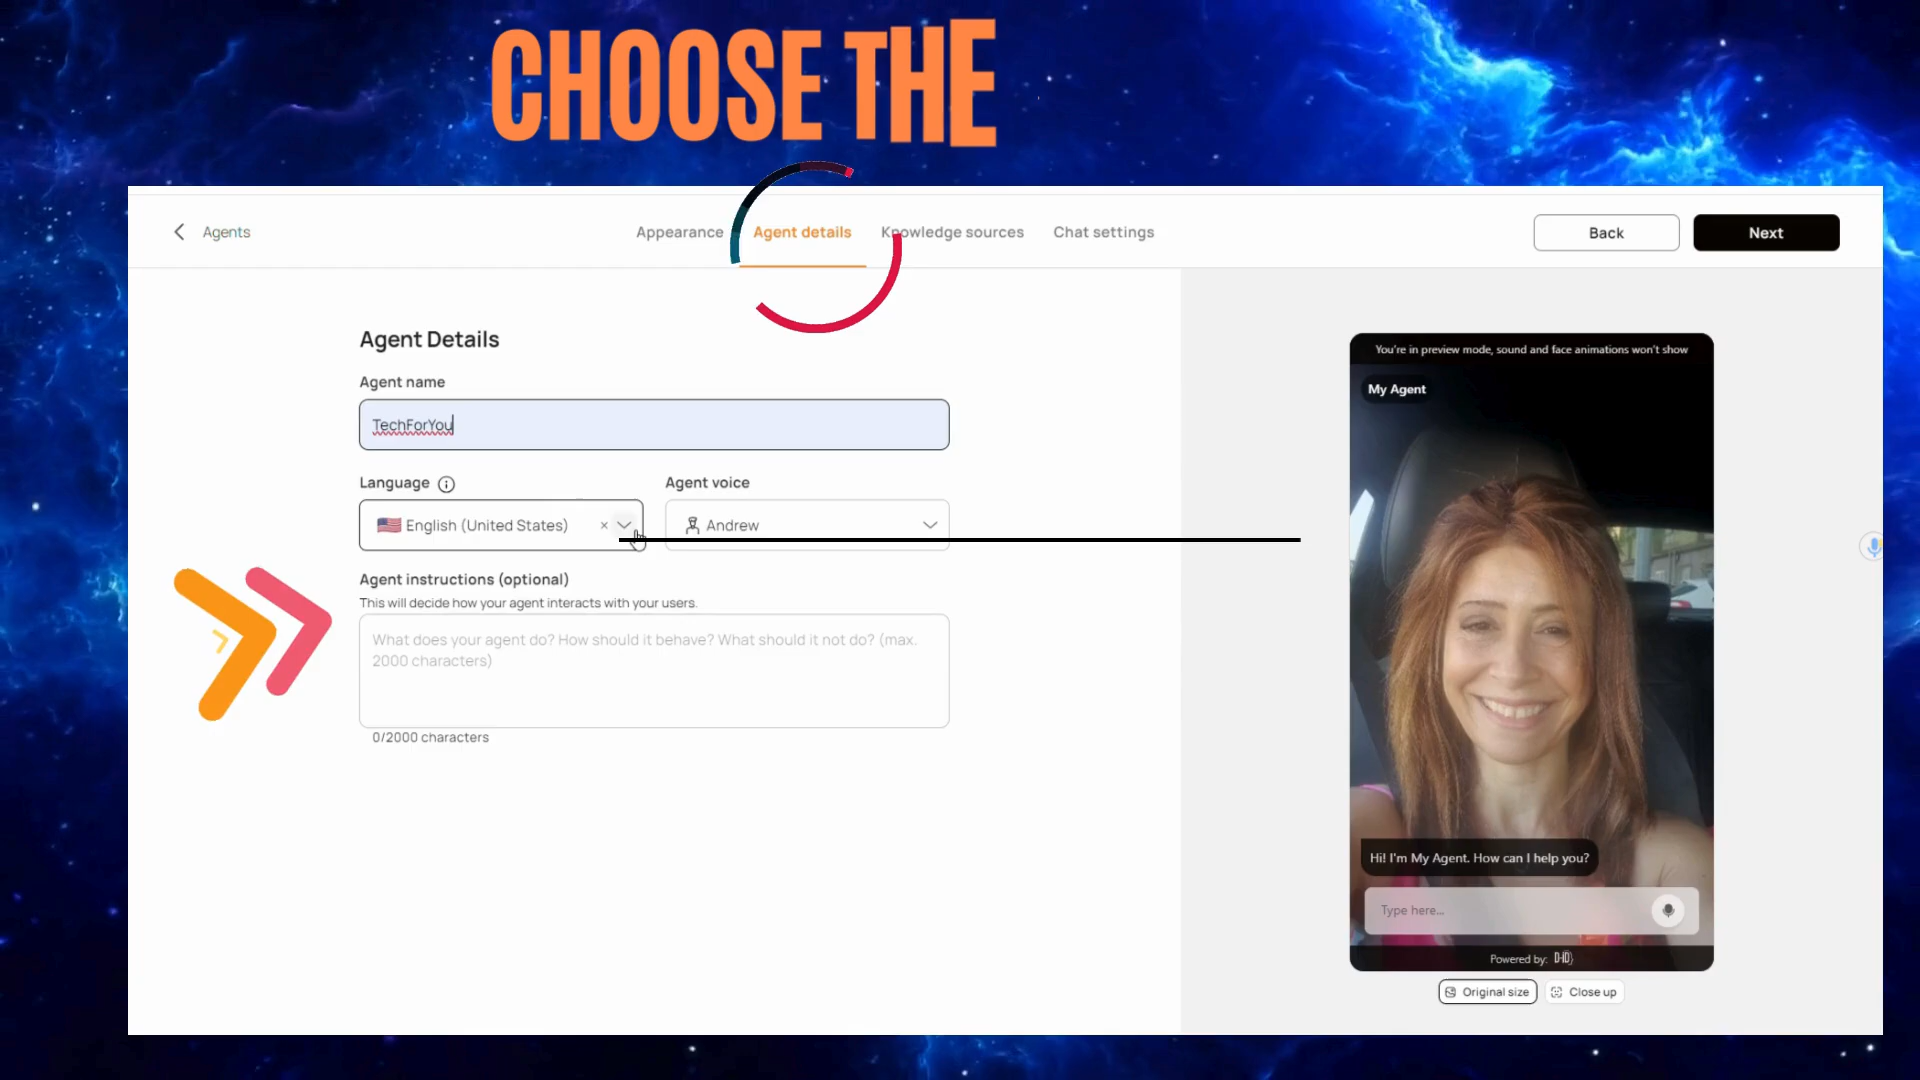 CHOOSE THE
Agents
Appearance
Agent details
Knowledge sources
Chat settings
Back
Next
Agent Details
Agent name
TechForYou
Language
Agent voice
English (United States)
Andrew
Agent instructions (optional)
This will decide how your agent interacts with your users.
What does your agent do? How should it behave? What should it not do? (max.
2000 characters)
0/2000 characters
You're in preview mode, sound and face animations won't show
My Agent
Hi! I'm My Agent. How can I help you?
Type here...
Powered by: D-ID
Original size
Close up